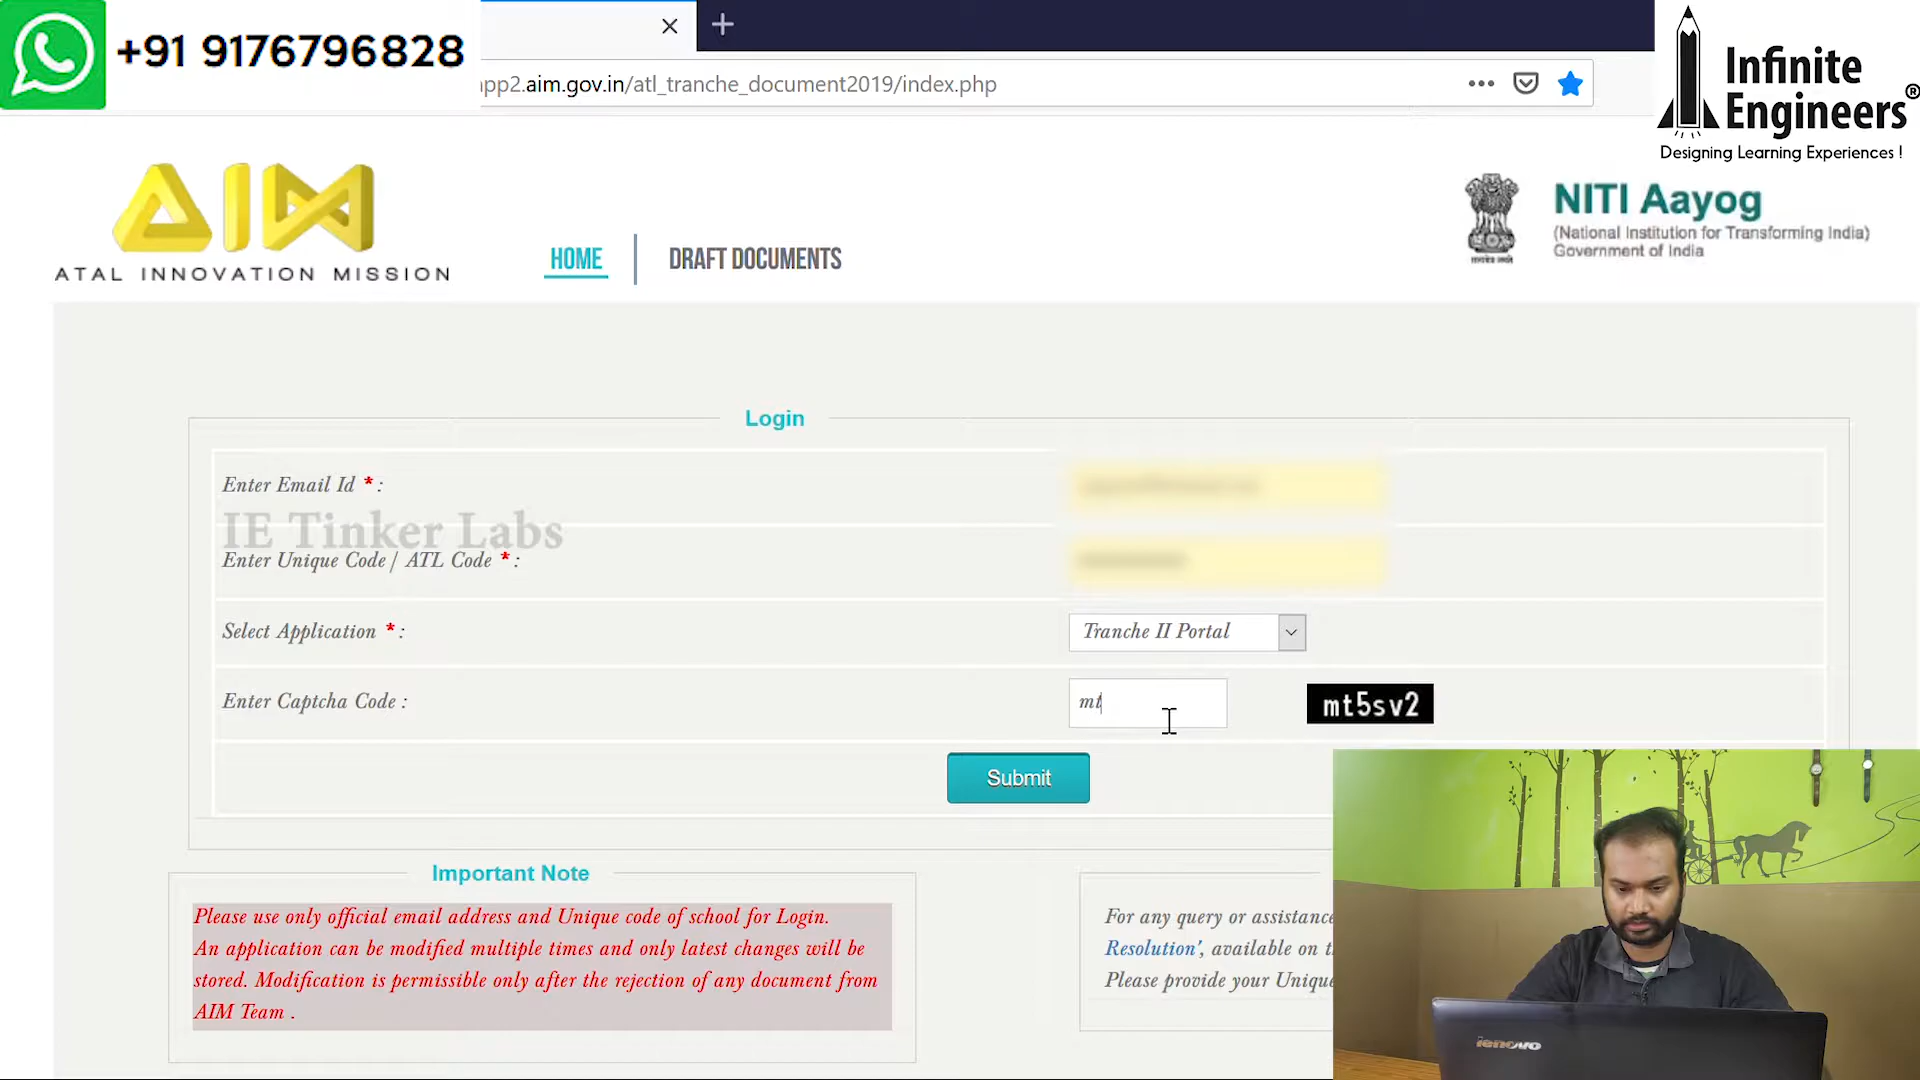 +91 9176796828
app2.aim.gov.in/atl_tranche_document2019/index.php
Infinite
Engineers®
Designing Learning Experiences !
AIM
ATAL INNOVATION MISSION
HOME
DRAFT DOCUMENTS
NITI Aayog
(National Institution for Transforming India)
Government of India
Login
Enter Email Id * :
IE Tinker Labs
Enter Unique Code/ ATL Code * :
Select Application * :
Tranche II Portal
Enter Captcha Code :
mt
mt5sv2
Submit
Important Note
Please use only official email address and Unique code of school for Login.
An application can be modified multiple times and only latest changes will be
stored. Modification is permissible only after the rejection of any document from
AIM Team .
For any query or assistance
Resolution', available on
Please provide your Unique
lenovo